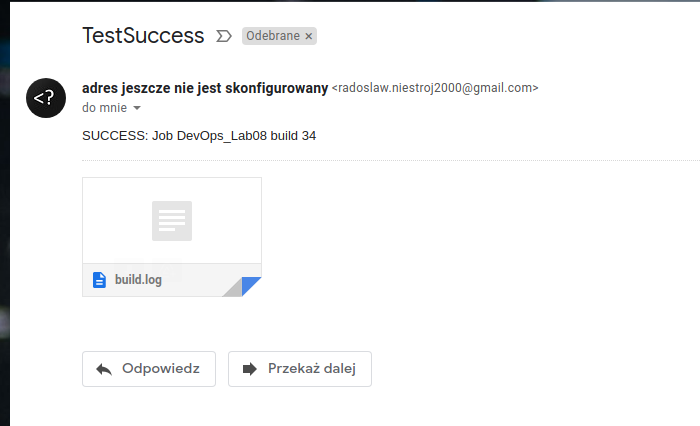 TestSuccess Odebrane ×
<?
adres jeszcze nie jest skonfigurowany <radoslaw.niestroj2000@gmail.com>
do mnie
SUCCESS: Job DevOps_Lab08 build 34
build.log
Odpowiedz Przekaż dalej